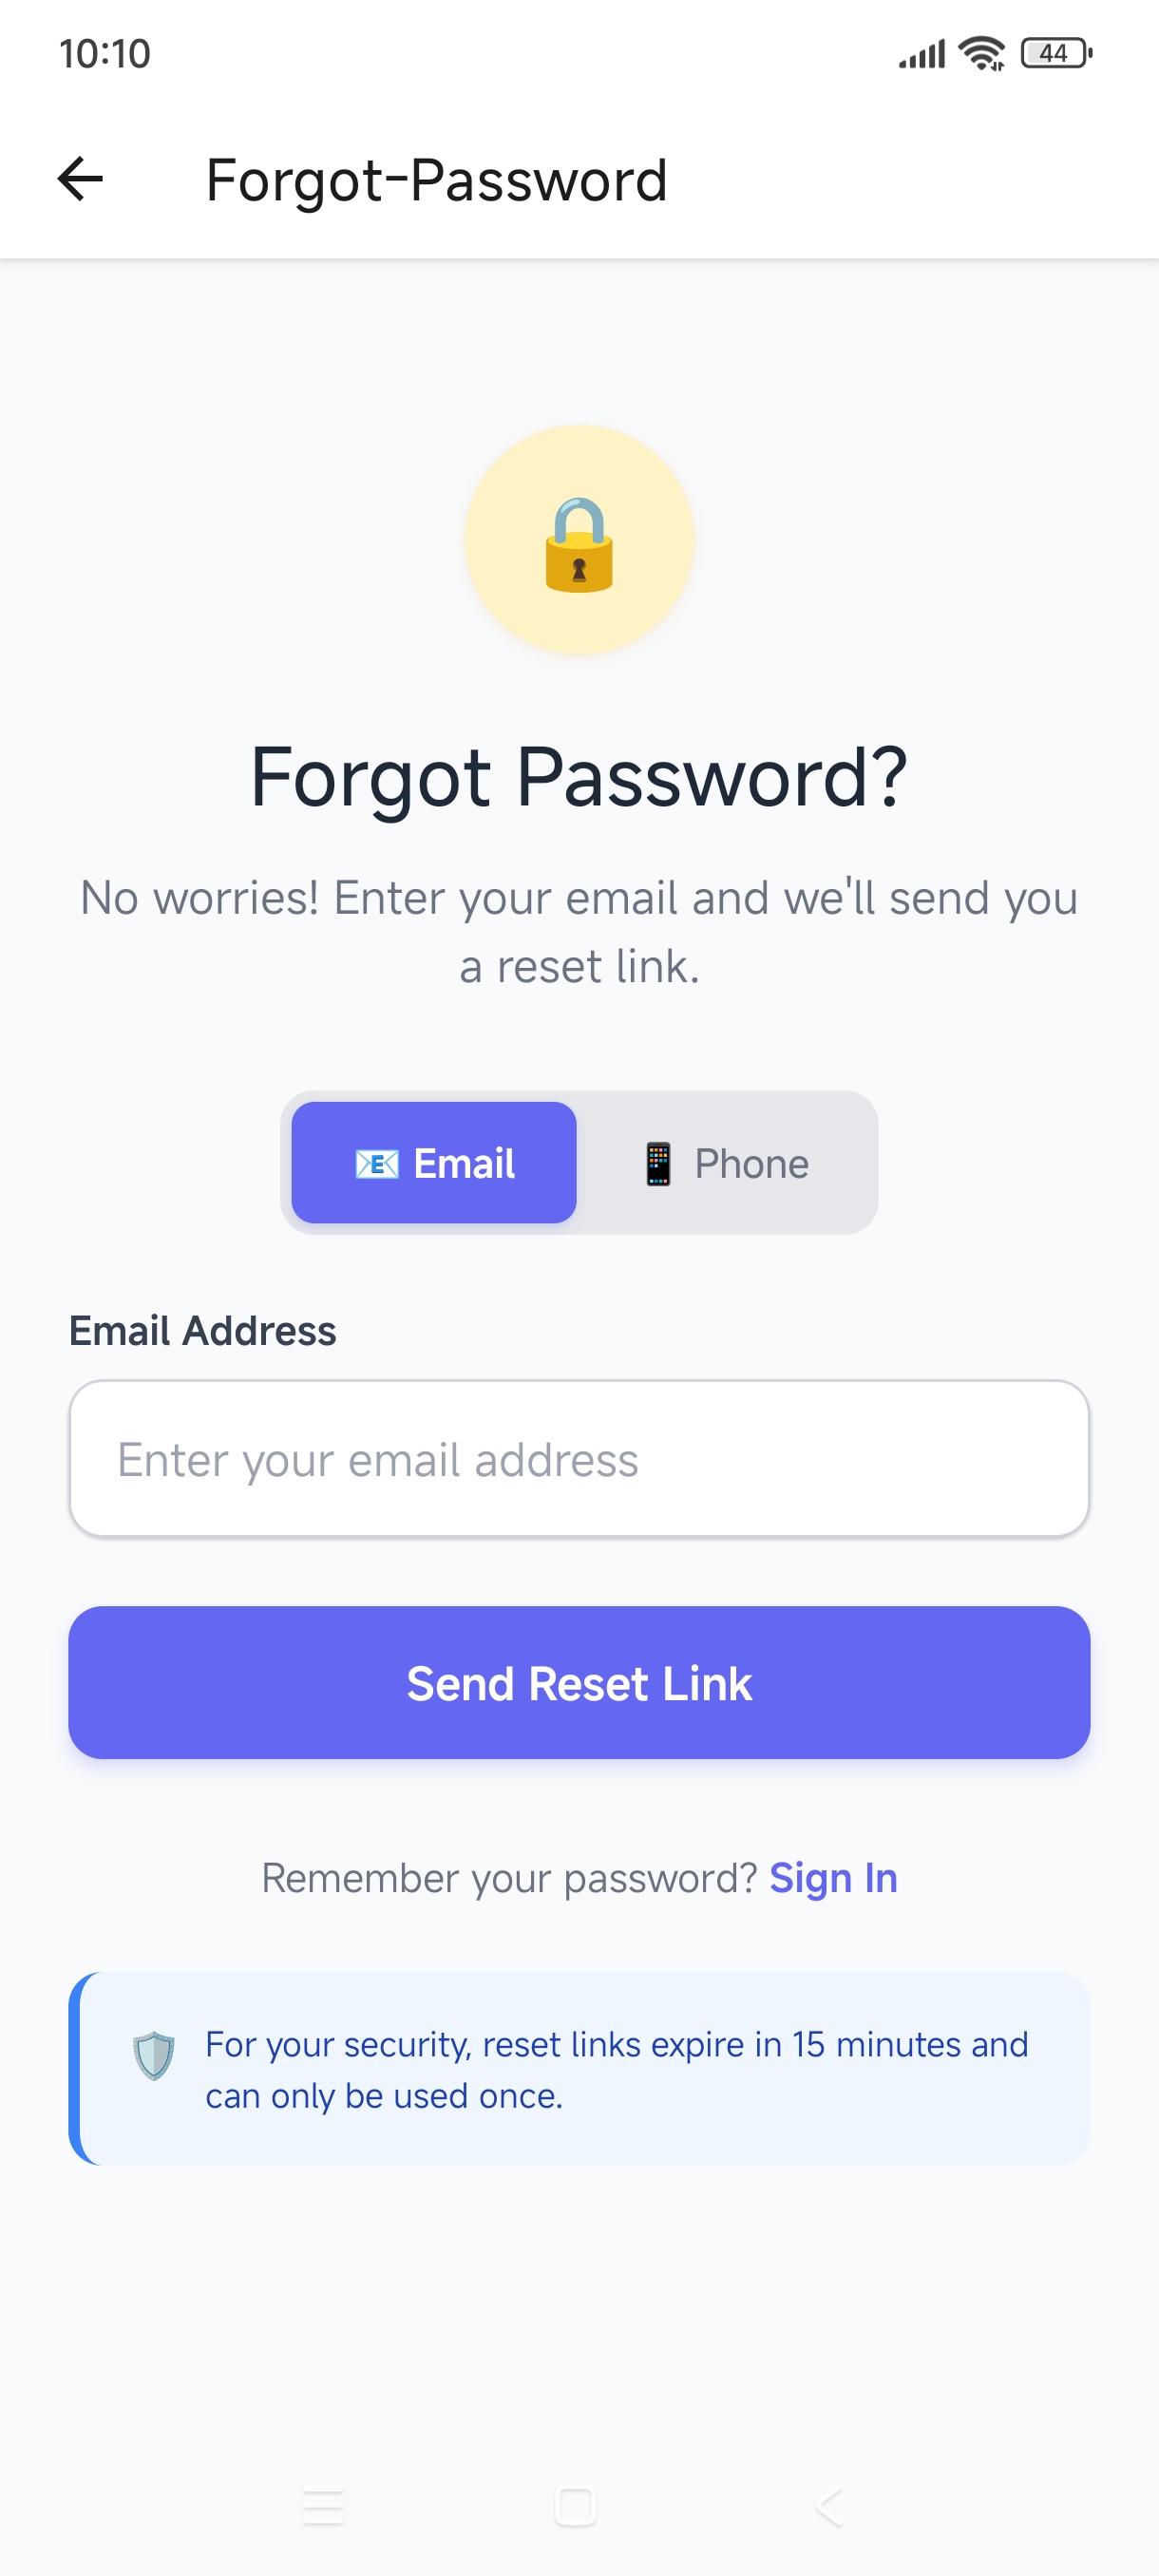 10:10
44
Forgot-Password
Forgot Password?
No worries! Enter your email and we'll send you
a reset link.
Email
Phone
Email Address
Enter your email address
Send Reset Link
Remember your password? Sign In
For your security, reset links expire in 15 minutes and
can only be used once.